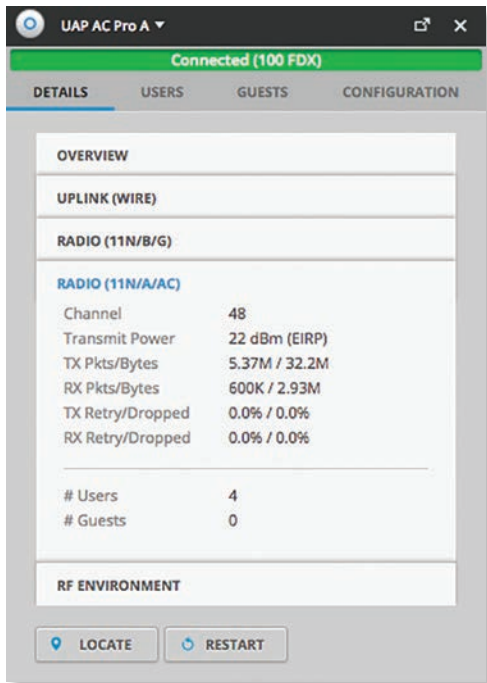 UAP AC Pro A
Connected (100 FDX)
DETAILS USERS GUESTS CONFIGURATION
OVERVIEW
UPLINK (WIRE)
RADIO (11N/B/G)
RADIO (11N/A/AC)
Channel 48
Transmit Power 22 dBm (EIRP)
TX Pkts/Bytes 5.37M / 32.2M
RX Pkts/Bytes 600K / 2.93M
TX Retry/Dropped 0.0% / 0.0%
RX Retry/Dropped 0.0% / 0.0%
# Users 4
# Guests 0
RF ENVIRONMENT
LOCATE RESTART